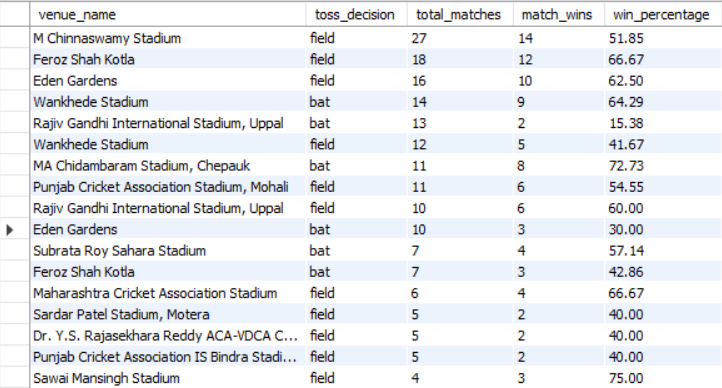 venue_name toss_decision total_matches match_wins win_percentage
M Chinnaswamy Stadium field 27 14 51.85
Feroz Shah Kotla field 18 12 66.67
Eden Gardens field 16 10 62.50
Wankhede Stadium bat 14 9 64.29
Rajiv Gandhi International Stadium, Uppal bat 13 2 15.38
Wankhede Stadium field 12 5 41.67
MA Chidambaram Stadium, Chepauk bat 11 8 72.73
Punjab Cricket Association Stadium, Mohali field 11 6 54.55
Rajiv Gandhi International Stadium, Uppal field 10 6 60.00
Eden Gardens bat 10 3 30.00
Subrata Roy Sahara Stadium bat 7 4 57.14
Feroz Shah Kotla bat 7 3 42.86
Maharashtra Cricket Association Stadium field 6 4 66.67
Sardar Patel Stadium, Motera field 5 2 40.00
Dr. Y.S. Rajasekhara Reddy ACA-VDCA C... field 5 2 40.00
Punjab Cricket Association IS Bindra Stadi... field 5 2 40.00
Sawai Mansingh Stadium field 4 3 75.00